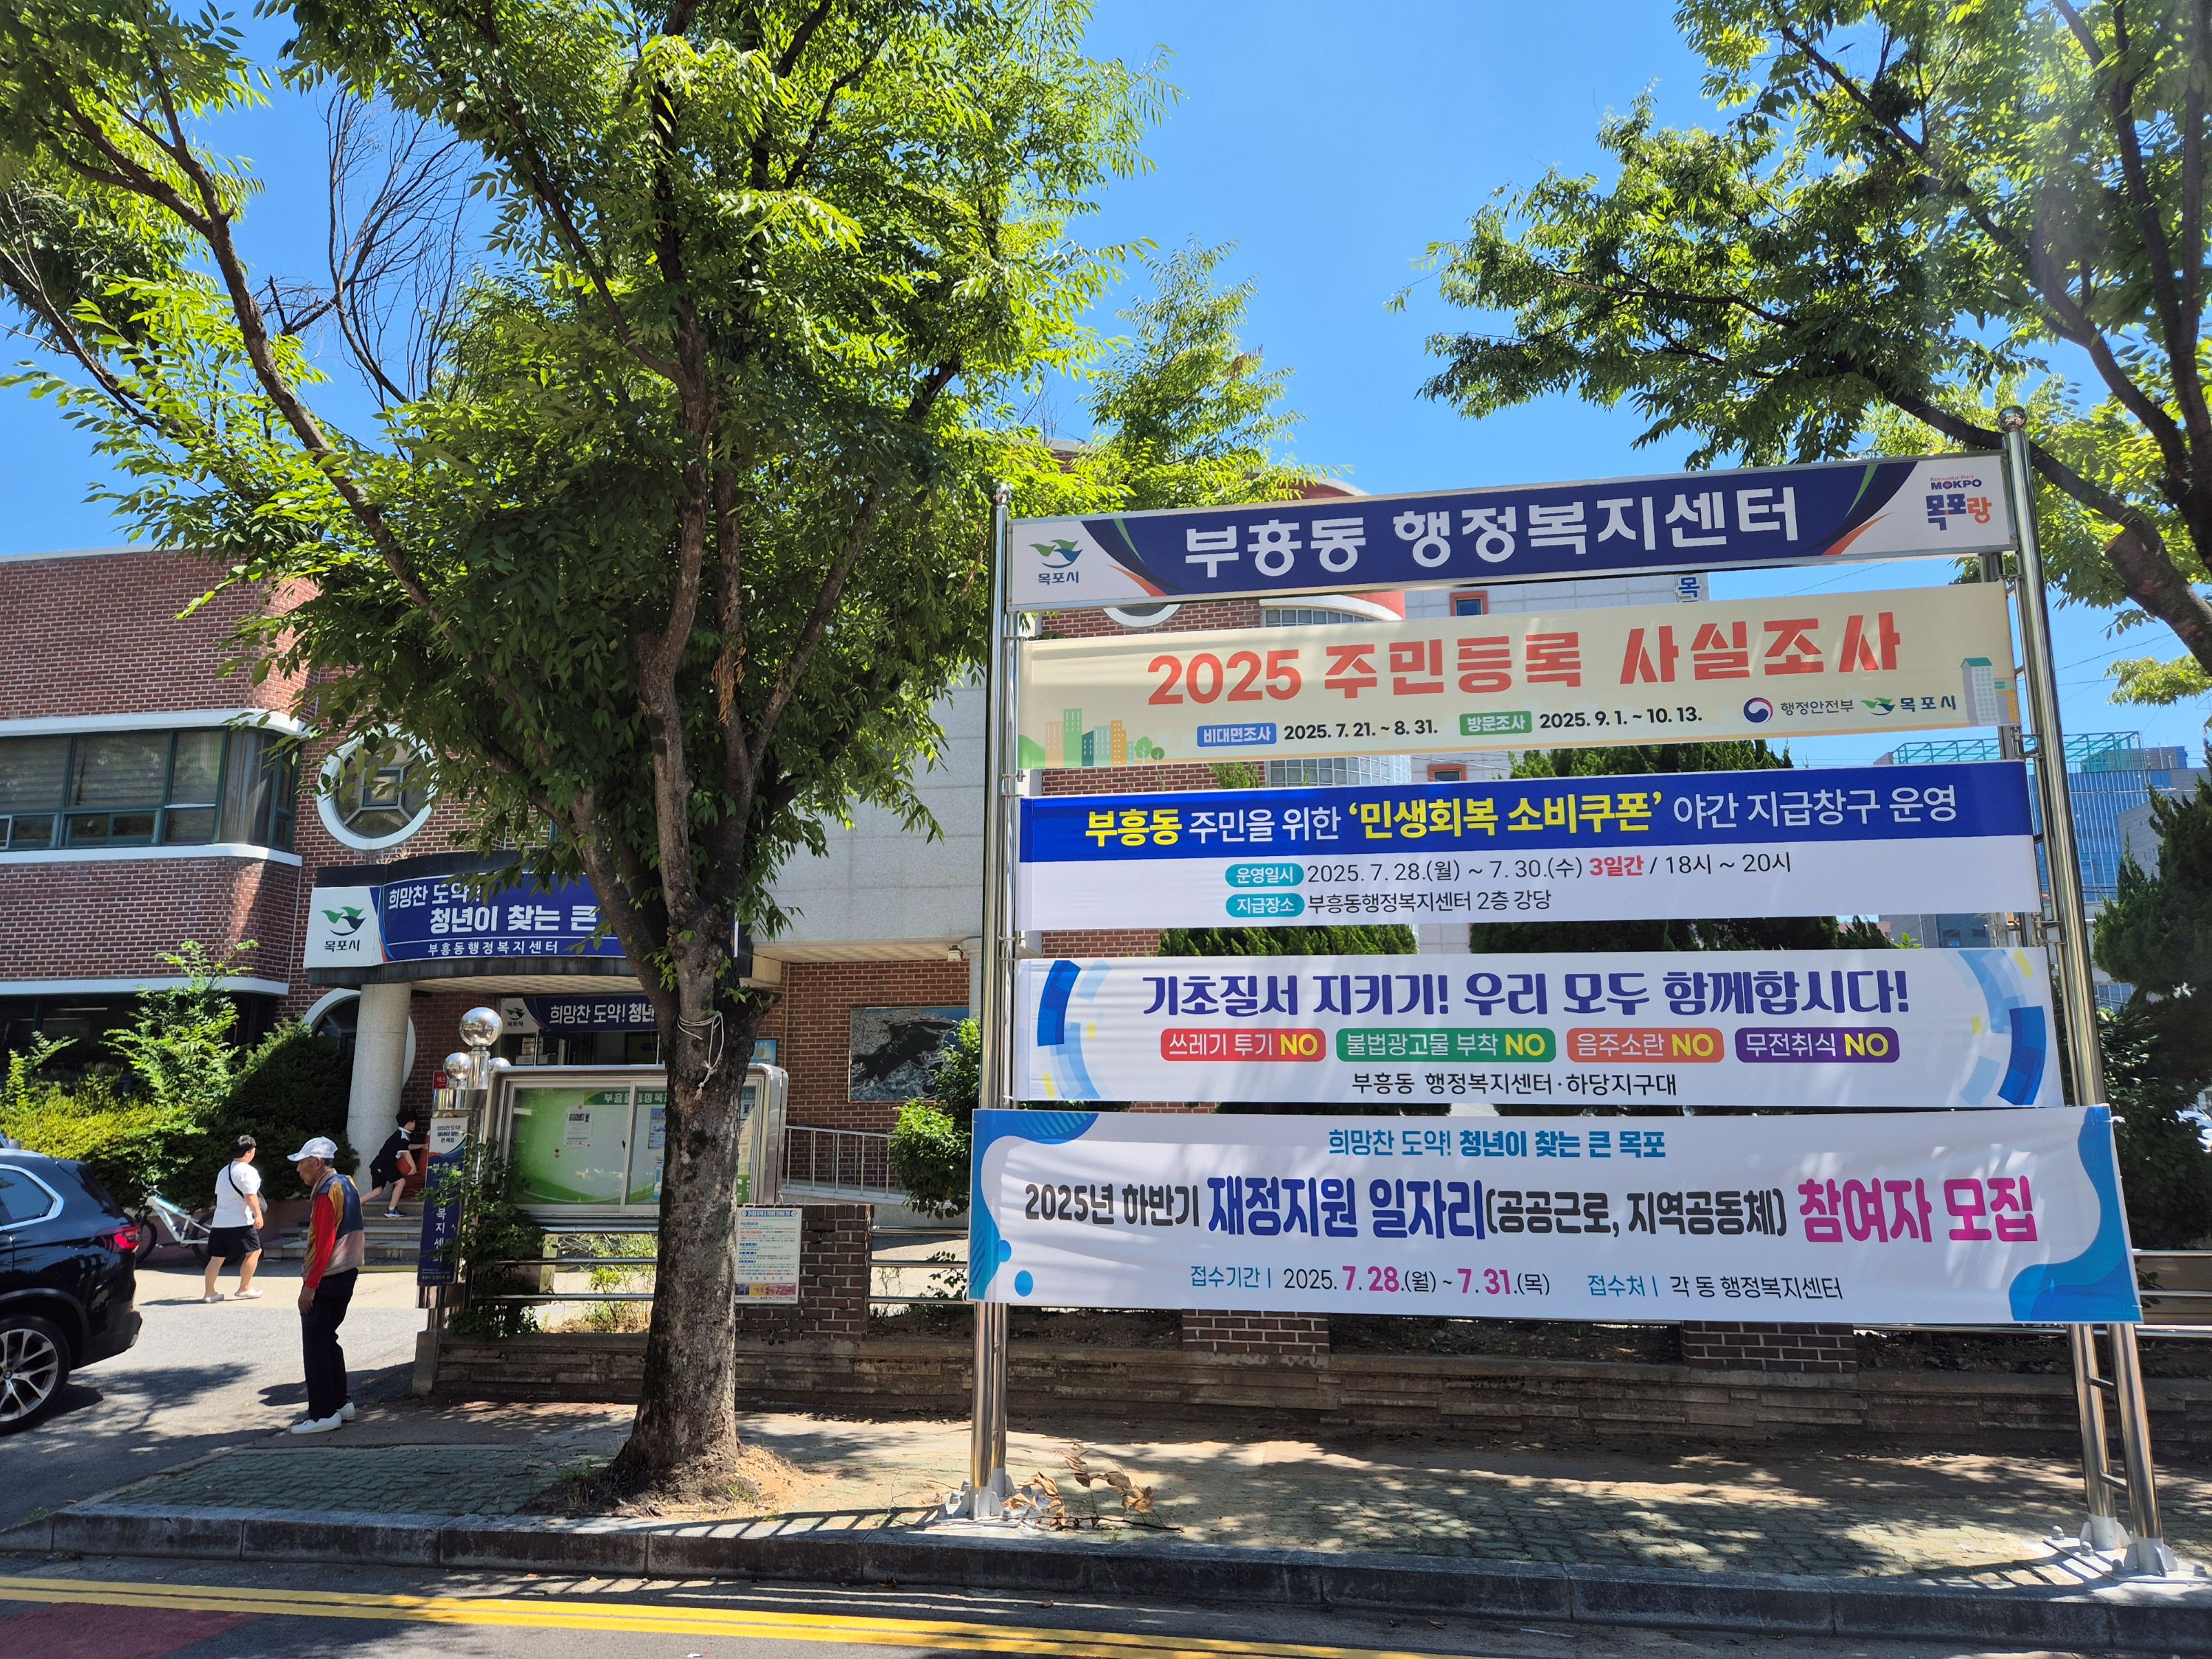 목포시
부흥동 행정복지센터
MOKPO
목포랑
목
2025 주민등록 사실조사
비대면조사 2025. 7. 21. ~ 8. 31. 방문조사 2025. 9. 1. ~ 10. 13. 행정안전부 목포시
부흥동 주민을 위한 '민생회복 소비쿠폰' 야간 지급창구 운영
운영일시 2025. 7. 28.(월) ~ 7. 30.(수) 3일간 / 18시 ~ 20시
지급장소 부흥동행정복지센터 2층 강당
기초질서 지키기! 우리 모두 함께합시다!
쓰레기 투기 NO 불법광고물 부착 NO 음주소란 NO 무전취식 NO
부흥동 행정복지센터·하당지구대
희망찬 도약! 청년이 찾는 큰 목포
2025년 하반기 재정지원 일자리(공공근로, 지역공동체) 참여자 모집
접수기간 | 2025. 7. 28.(월) ~ 7. 31.(목) 접수처 | 각 동 행정복지센터
희망찬 도약!
청년이 찾는 큰
목포시
부흥동행정복지센터
희망찬 도약! 청년